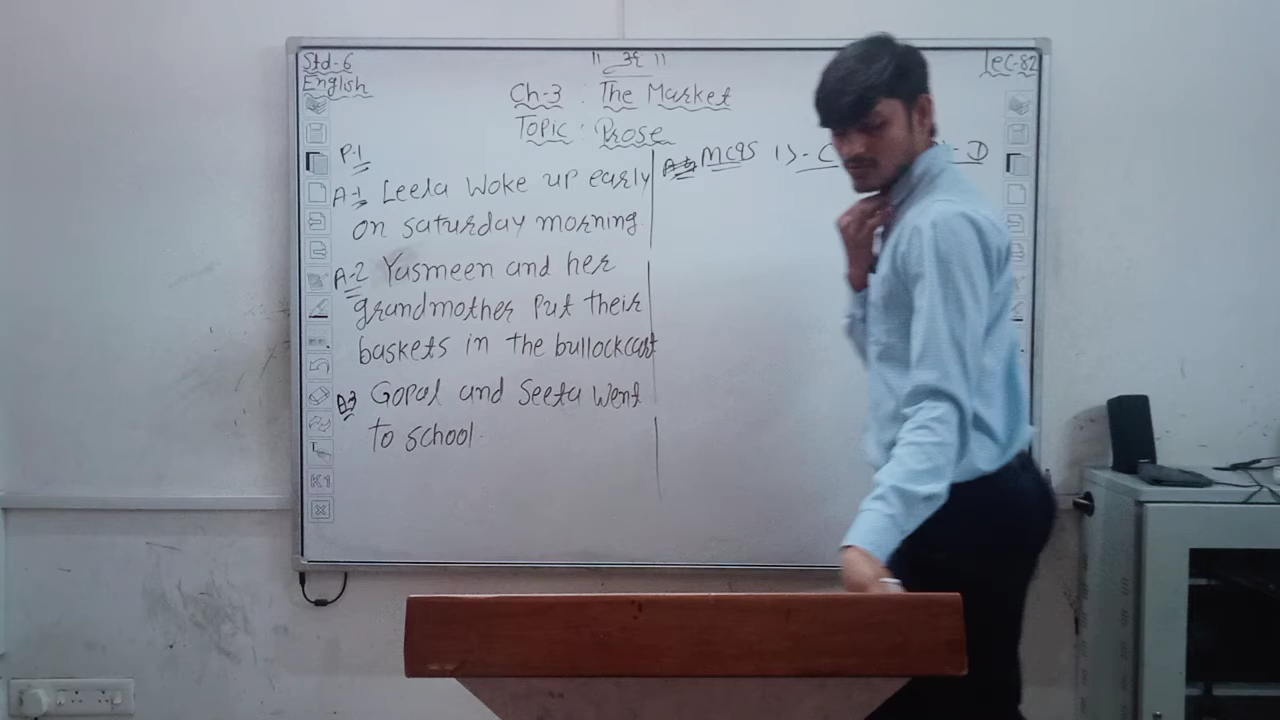 Std-6
English
" ૐ "
Lec-82
Ch-3 : The Market
Topic : Prose
P-1
A-1 Leela woke up early
on saturday morning.
A-2 Yasmeen and her
grandmother put their
baskets in the bullockcart
A-3 Gopal and Seeta went
to school.
MCQS 1)-C -D